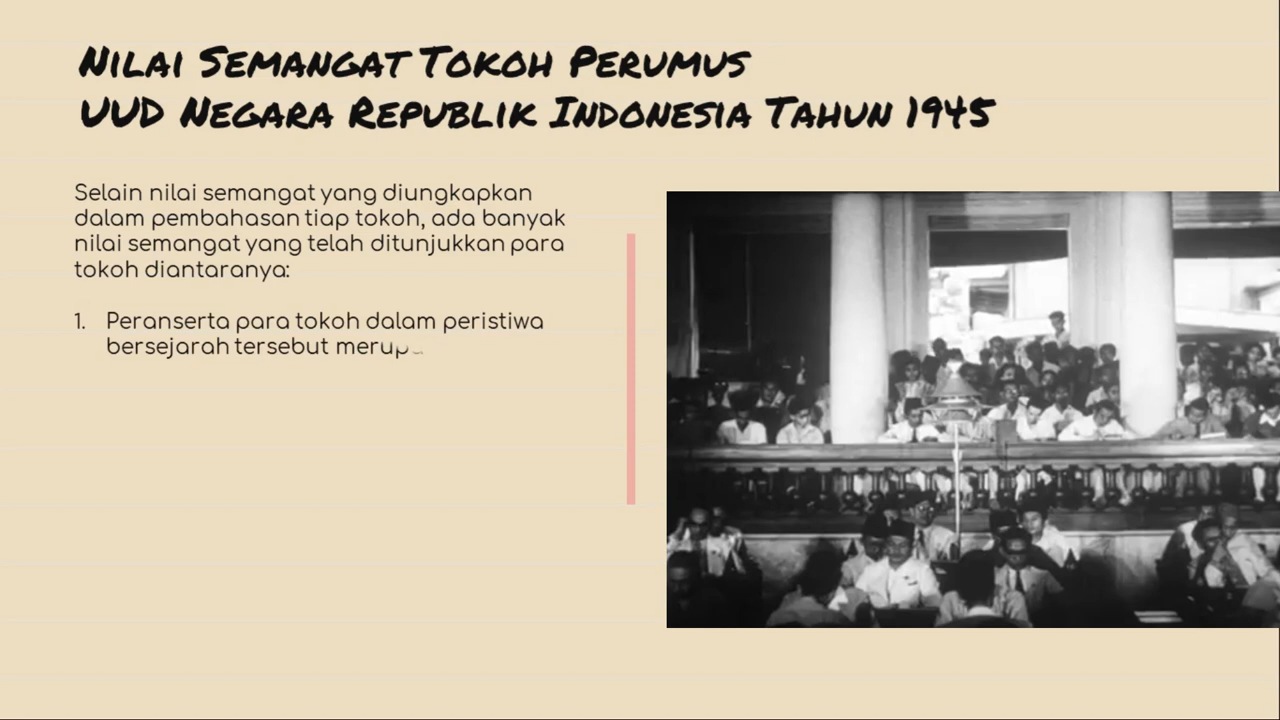 Nilai Semangat Tokoh Perumus
UUD Negara Republik Indonesia Tahun 1945
Selain nilai semangat yang diungkapkan
dalam pembahasan tiap tokoh, ada banyak
nilai semangat yang telah ditunjukkan para
tokoh diantaranya:
1. Peranserta para tokoh dalam peristiwa
bersejarah tersebut